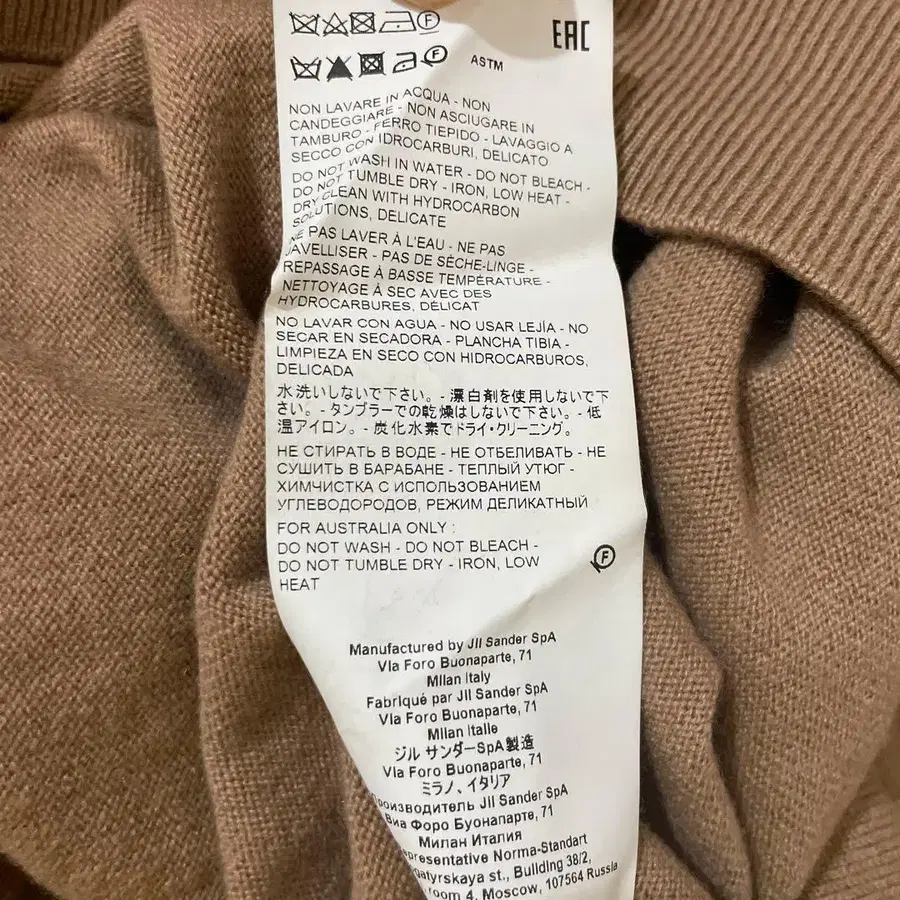 F EAC
F ASTM
NON LAVARE IN ACQUA - NON
CANDEGGIARE - NON ASCIUGARE IN
TAMBURO - FERRO TIEPIDO - LAVAGGIO A
SECCO CON IDROCARBURI, DELICATO
DO NOT WASH IN WATER - DO NOT BLEACH -
DO NOT TUMBLE DRY - IRON, LOW HEAT -
DRY CLEAN WITH HYDROCARBON
SOLUTIONS, DELICATE
NE PAS LAVER À L'EAU - NE PAS
JAVELLISER - PAS DE SÈCHE-LINGE -
REPASSAGE À BASSE TEMPÉRATURE -
NETTOYAGE À SEC AVEC DES
HYDROCARBURES, DÉLICAT
NO LAVAR CON AGUA - NO USAR LEJÍA - NO
SECAR EN SECADORA - PLANCHA TIBIA -
LIMPIEZA EN SECO CON HIDROCARBUROS,
DELICADA
水洗いしないで下さい。- 漂白剤を使用しないで下
さい。- タンブラーでの乾燥はしないで下さい。- 低
温アイロン。- 炭化水素でドライ・クリーニング。
НЕ СТИРАТЬ В ВОДЕ - НЕ ОТБЕЛИВАТЬ - НЕ
СУШИТЬ В БАРАБАНЕ - ТЕПЛЫЙ УТЮГ -
ХИМЧИСТКА С ИСПОЛЬЗОВАНИЕМ
УГЛЕВОДОРОДОВ, РЕЖИМ ДЕЛИКАТНЫЙ
FOR AUSTRALIA ONLY :
DO NOT WASH - DO NOT BLEACH -
DO NOT TUMBLE DRY - IRON, LOW
HEAT
F
Manufactured by Jil Sander SpA
Via Foro Buonaparte, 71
Milan Italy
Fabriqué par Jil Sander SpA
Via Foro Buonaparte, 71
Milan Italie
ジル サンダーSpA製造
Via Foro Buonaparte, 71
ミラノ、イタリア
Jil Sander SpA
Виа Форо Буонапарте, 71
Милан Италия
Norma-Standart
Building 38/2,
room 4, Moscow, 107564 Russia